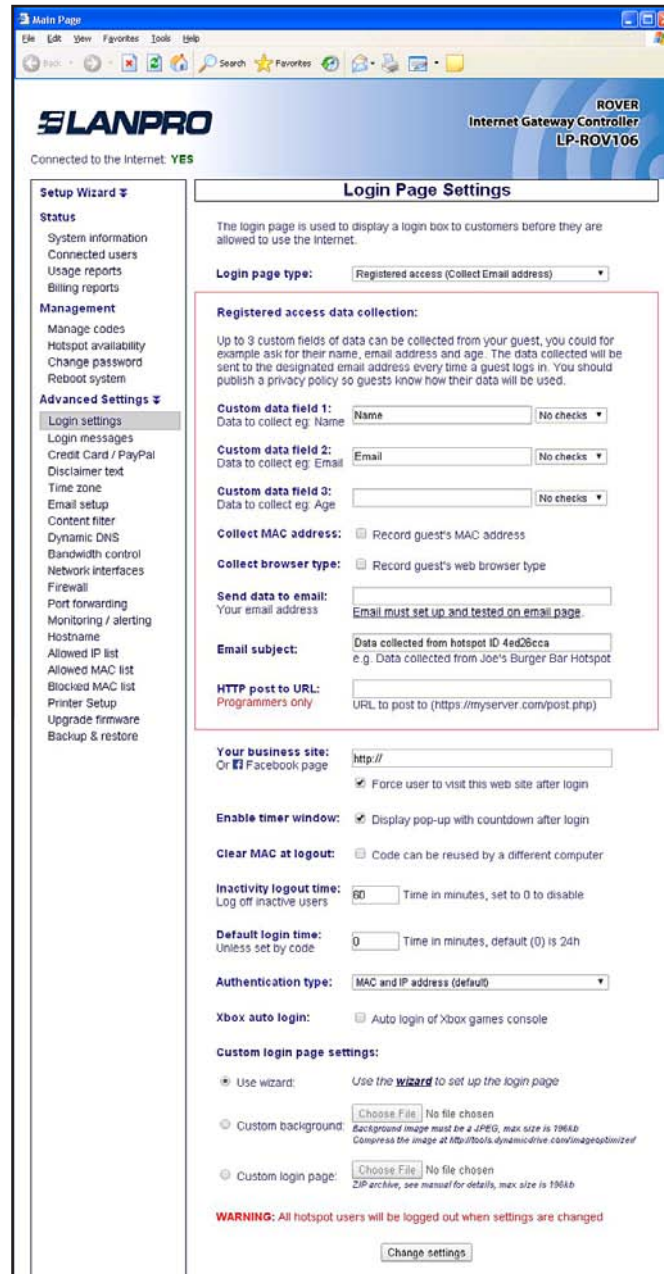 Main Page
File Edit View Favorites Tools Help
Back Search Favorites
LANPRO
ROVER
Internet Gateway Controller
LP-ROV106
Connected to the Internet: YES
Setup Wizard
Status
System information
Connected users
Usage reports
Billing reports
Management
Manage codes
Hotspot availability
Change password
Reboot system
Advanced Settings
Login settings
Login messages
Credit Card / PayPal
Disclaimer text
Time zone
Email setup
Content filter
Dynamic DNS
Bandwidth control
Network interfaces
Firewall
Port forwarding
Monitoring / alerting
Hostname
Allowed IP list
Allowed MAC list
Blocked MAC list
Printer Setup
Upgrade firmware
Backup & restore
Login Page Settings
The login page is used to display a login box to customers before they are
allowed to use the Internet.
Login page type: Registered access (Collect Email address)
Registered access data collection:
Up to 3 custom fields of data can be collected from your guest, you could for
example ask for their name, email address and age. The data collected will be
sent to the designated email address every time a guest logs in. You should
publish a privacy policy so guests know how their data will be used.
Custom data field 1: Name No checks
Data to collect eg: Name
Custom data field 2: Email No checks
Data to collect eg: Email
Custom data field 3: No checks
Data to collect eg: Age
Collect MAC address: Record guest's MAC address
Collect browser type: Record guest's web browser type
Send data to email:
Your email address Email must set up and tested on email page.
Email subject: Data collected from hotspot ID 4ed26cca
e.g. Data collected from Joe's Burger Bar Hotspot
HTTP post to URL:
Programmers only URL to post to (https://myserver.com/post.php)
Your business site: http://
Or Facebook page
Force user to visit this web site after login
Enable timer window: Display pop-up with countdown after login
Clear MAC at logout: Code can be reused by a different computer
Inactivity logout time: 60 Time in minutes, set to 0 to disable
Log off inactive users
Default login time: 0 Time in minutes, default (0) is 24h
Unless set by code
Authentication type: MAC and IP address (default)
Xbox auto login: Auto login of Xbox games console
Custom login page settings:
Use wizard: Use the wizard to set up the login page
Custom background: Choose File No file chosen
Background image must be a JPEG, max size is 196kb
Compress the image at http://tools.dynamicdrive.com/imageoptimizer/
Custom login page: Choose File No file chosen
ZIP archive, see manual for details, max size is 196kb
WARNING: All hotspot users will be logged out when settings are changed
Change settings